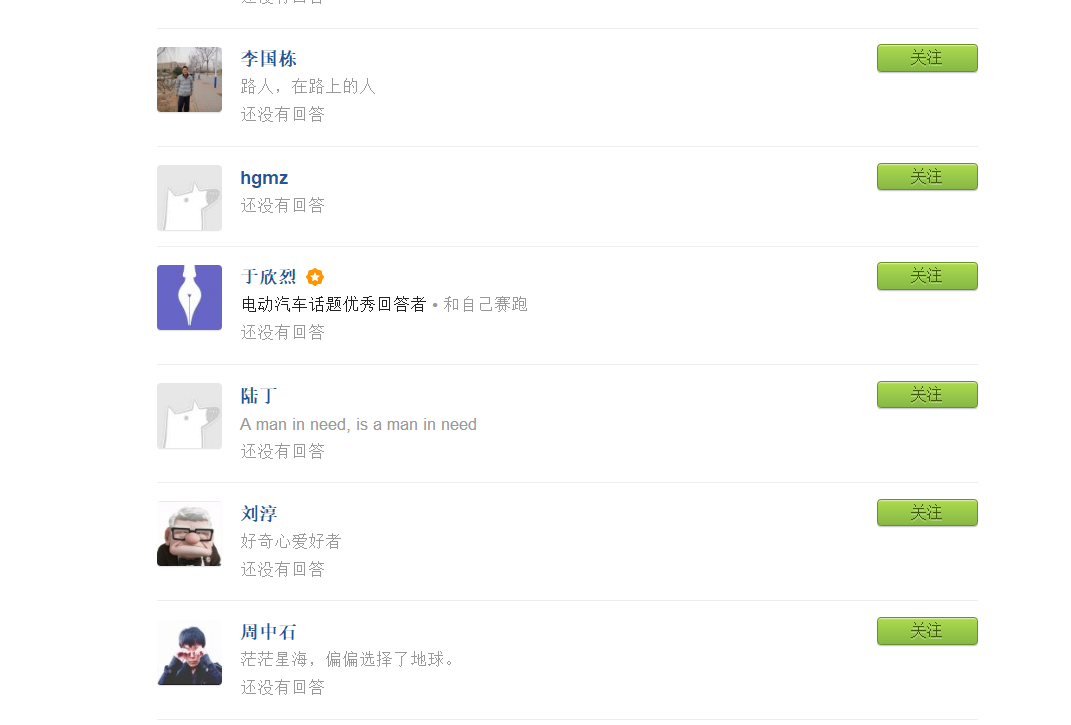 还没有回答
李国栋
关注
路人，在路上的人
还没有回答
hgmz
关注
还没有回答
于欣烈
关注
电动汽车话题优秀回答者 • 和自己赛跑
还没有回答
陆丁
关注
A man in need, is a man in need
还没有回答
刘淳
关注
好奇心爱好者
还没有回答
周中石
关注
茫茫星海，偏偏选择了地球。
还没有回答